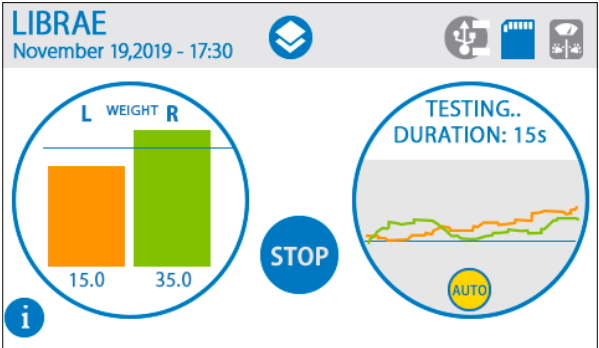 LIBRAE
November 19,2019 - 17:30
L WEIGHT R
15.0 35.0
i
STOP
TESTING..
DURATION: 15s
AUTO